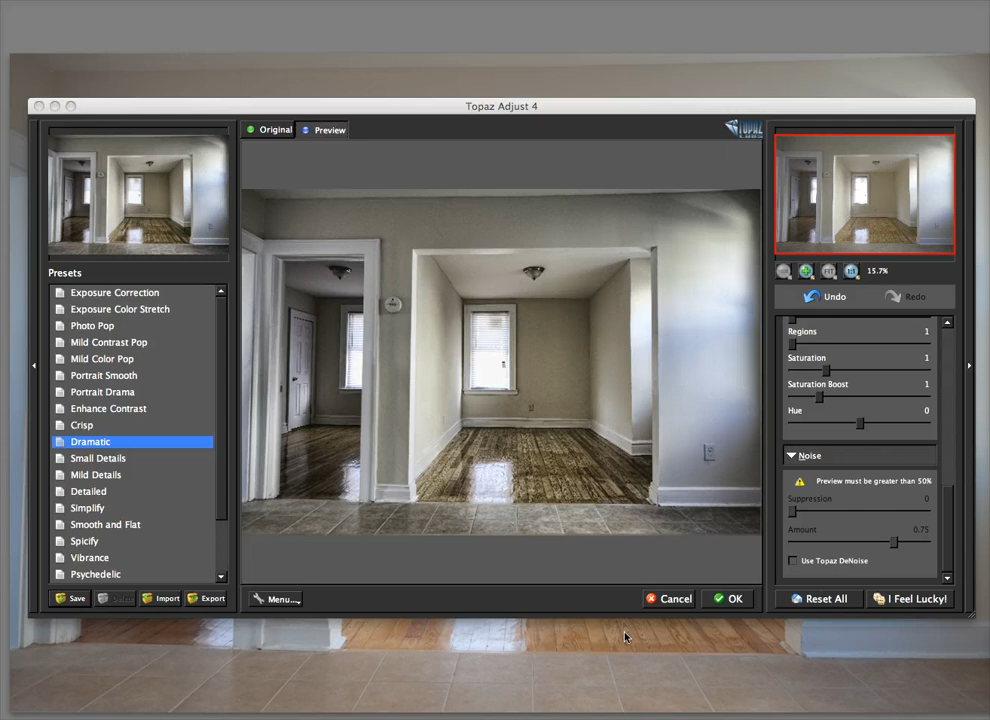 Topaz Adjust 4
Original
Preview
TOPAZ
Presets
Exposure Correction
Exposure Color Stretch
Photo Pop
Mild Contrast Pop
Mild Color Pop
Portrait Smooth
Portrait Drama
Enhance Contrast
Crisp
Dramatic
Small Details
Mild Details
Detailed
Simplify
Smooth and Flat
Spicify
Vibrance
Psychedelic
Save
Import
Export
Menu...
Cancel
OK
FIT
1:1
15.7%
Undo
Redo
Regions 1
Saturation 1
Saturation Boost 1
Hue 0
Noise
Preview must be greater than 50%
Suppression 0
Amount 0.75
Use Topaz DeNoise
Reset All
I Feel Lucky!